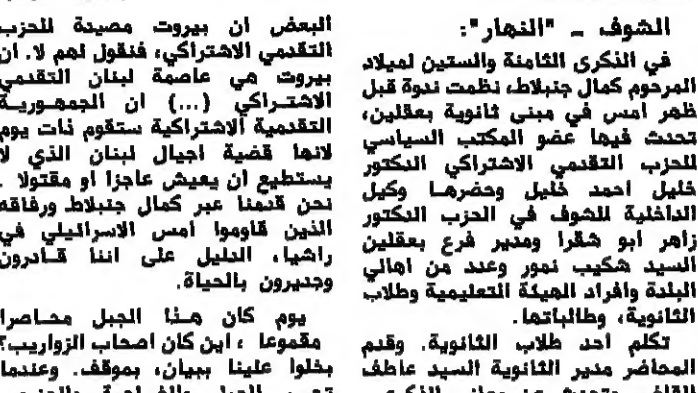 الشوف ـ "النهار":
في الذكرى الثامنة والستين لميلاد
المرحوم كمال جنبلاط، نظمت ندوة قبل
ظهر امس في مبنى ثانوية بعقلين،
تحدث فيها عضو المكتب السياسي
للحزب التقدمي الاشتراكي الدكتور
خليل احمد خليل وحضرها وكيل
الداخلية للشوف في الحزب الدكتور
زاهر ابو شقرا ومدير فرع بعقلين
السيد شكيب نمور وعدد من اهالي
البلدة وافراد الهيئة التعليمية وطلاب
الثانوية، وطالباتها.
تكلم احد طلاب الثانوية. وقدم
المحاضر مدير الثانوية السيد عاطف
البعض ان بيروت مصيدة للحزب
التقدمي الاشتراكي، فنقول لهم لا. ان
بيروت هي عاصمة لبنان التقدمي
الاشتراكي (...) ان الجمهورية
التقدمية الاشتراكية ستقوم ذات يوم
لانها قضية اجيال لبنان الذي لا
يستطيع ان يعيش عاجزا او مقتولا .
نحن قدمنا عبر كمال جنبلاط ورفاقه
الذين قاوموا أمس الاسرائيلي في
راشيا، الدليل على اننا قادرون
وجديرون بالحياة.
يوم كان هذا الجبل محاصرا
مقموعا ، اين كان اصحاب الزواريب؟
بخلوا علينا ببيان، بموقف. وعندما